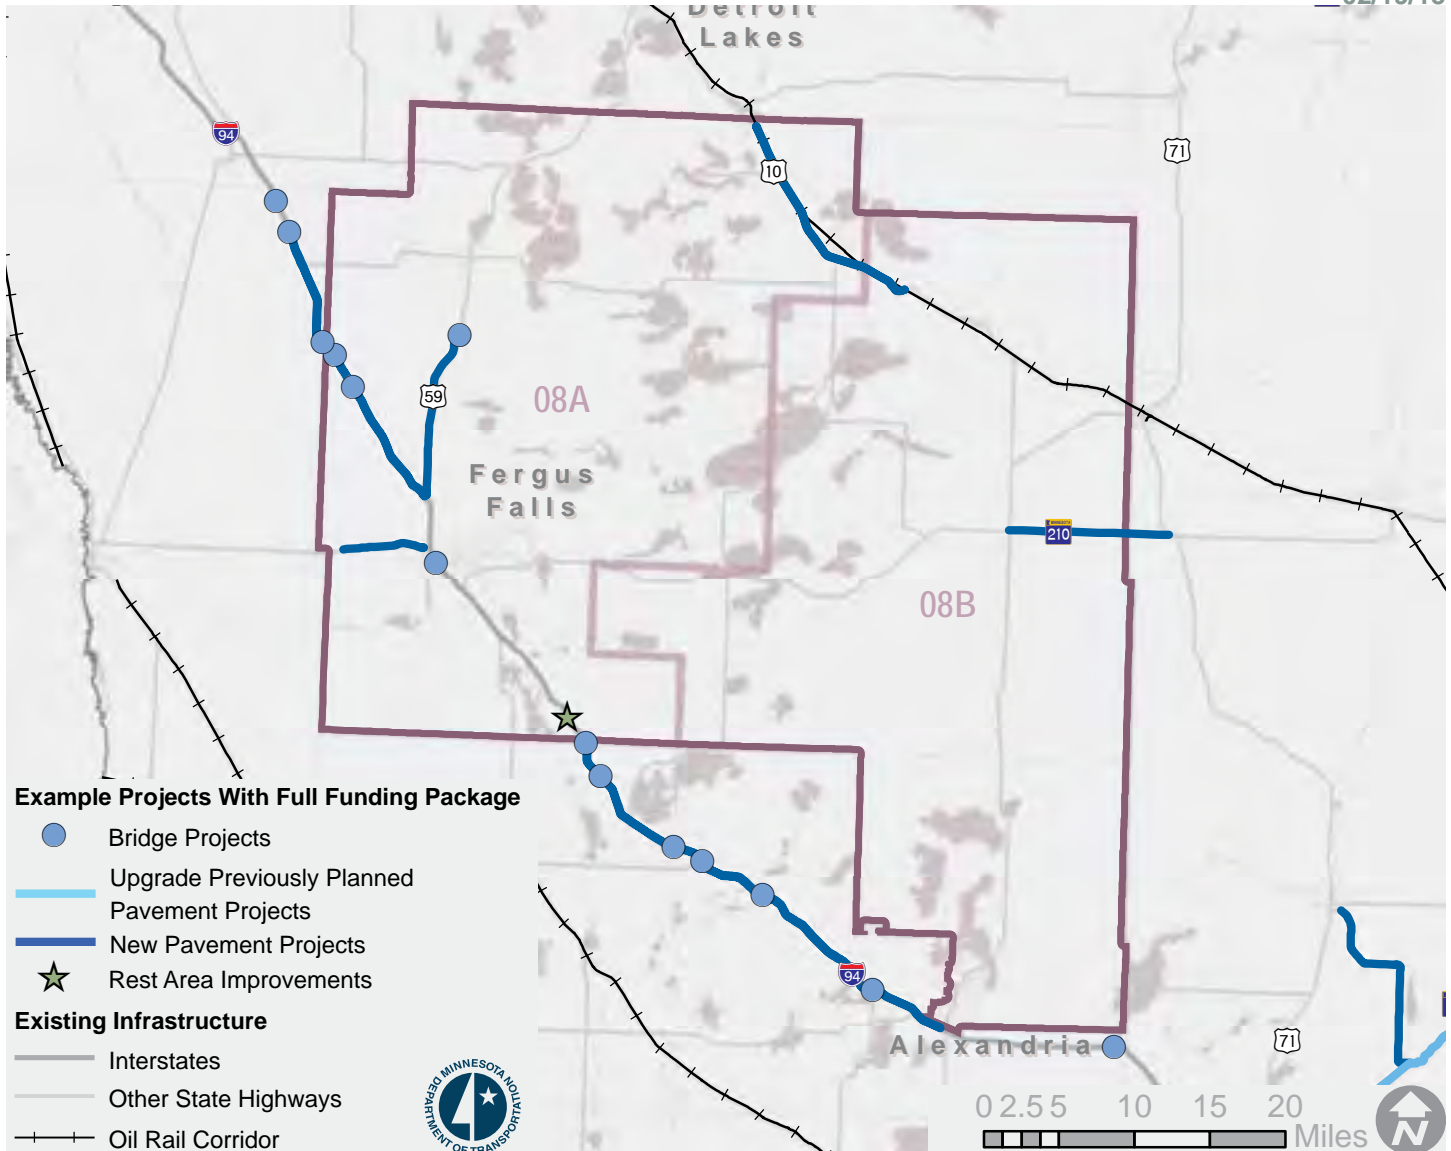 Detroit
Lakes
94
10
71
59
08A
Fergus
Falls
210
08B
94
Alexandria
71
Example Projects With Full Funding Package
Bridge Projects
Upgrade Previously Planned
Pavement Projects
New Pavement Projects
Rest Area Improvements
Existing Infrastructure
Interstates
Other State Highways
Oil Rail Corridor
MINNESOTA
DEPARTMENT OF TRANSPORTATION
0 2.5 5 10 15 20
Miles
N